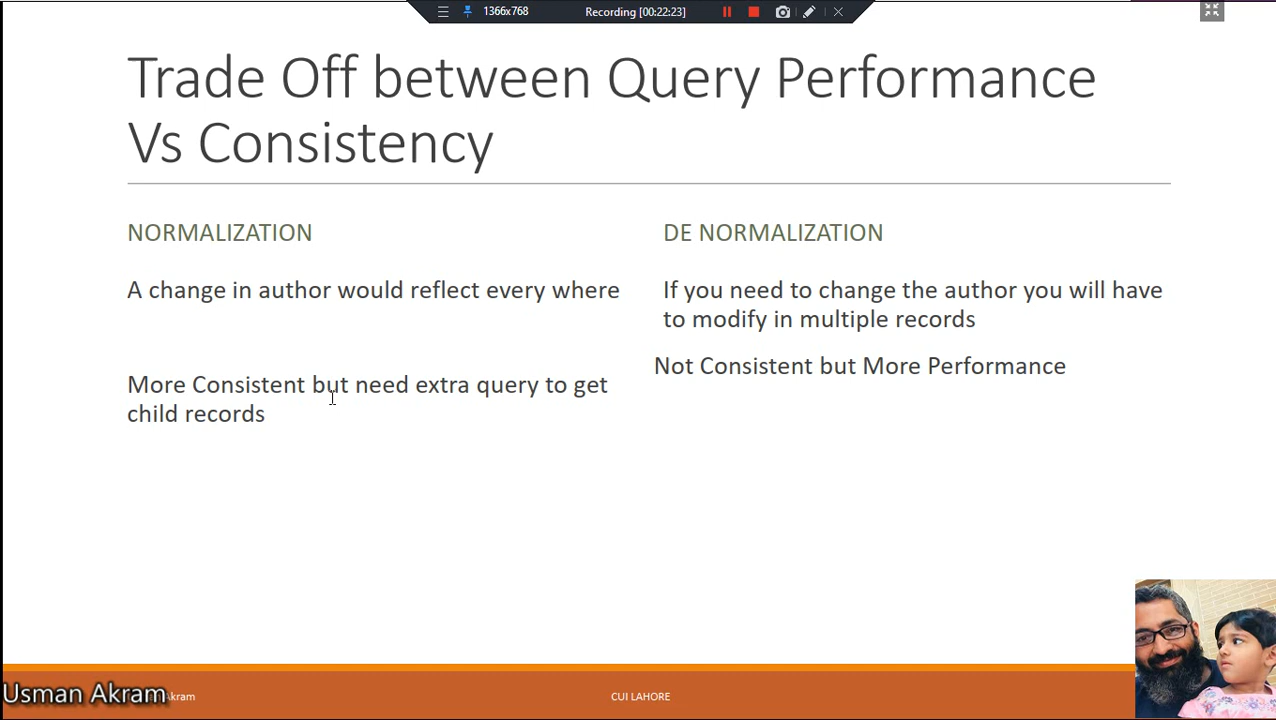 1366x768
Recording [00:22:23]
Trade Off between Query Performance
Vs Consistency
NORMALIZATION
A change in author would reflect every where
More Consistent but need extra query to get
child records
DE NORMALIZATION
If you need to change the author you will have
to modify in multiple records
Not Consistent but More Performance
Usman Akram
Akram
CUI LAHORE